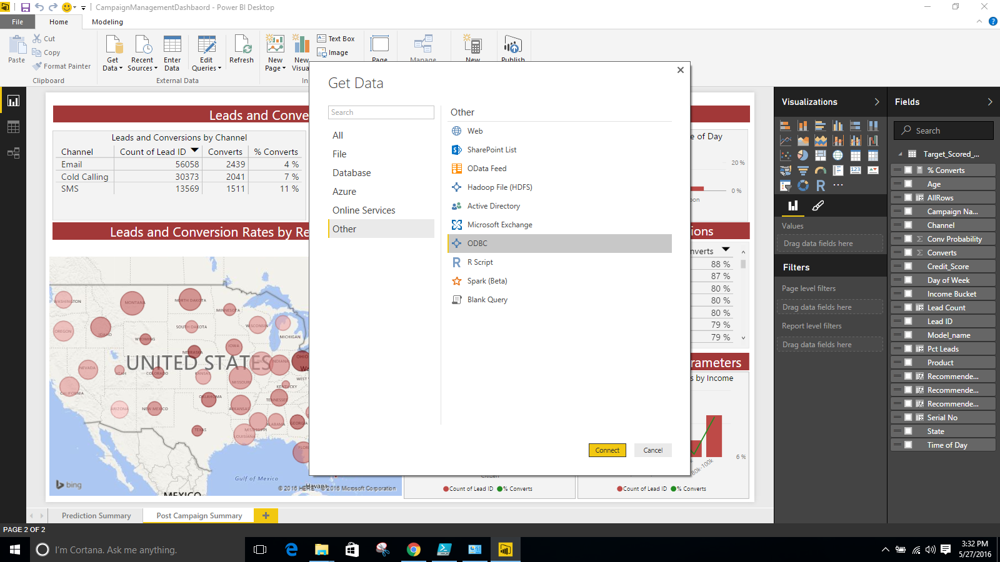 CampaignManagementDashbaord - Power BI Desktop
File
Home
Modeling
Paste
Cut
Copy
Format Painter
Clipboard
Get Data
Recent Sources
Enter Data
External Data
Edit Queries
Refresh
New Page
New
Text Box
Image
Page
Manage
New
Publish
Leads and Conve
Leads and Conversions by Channel
Channel Count of Lead ID Converts % Converts
Email 56058 2439 4 %
Cold Calling 30373 2041 7 %
SMS 13569 1511 11 %
Leads and Conversion Rates by Re
WASHINGTON
MONTANA
NORTH DAKOTA
MINNESOTA
OREGON
IDAHO
SOUTH DAKOTA
WISCONSIN
WYOMING
MICHIGAN
IOWA
NEBRASKA
UNITED STATES
OHIO
INDIANA
NEVADA
UTAH
COLORADO
KANSAS
MISSOURI
WEST
KENTUCKY
CALIFORNIA
OKLAHOMA
TENNESSEE
ARIZONA
NEW MEXICO
ARKANSAS
MISSISSIPPI
ALABAMA
GEORGIA
TEXAS
LOUISIANA
Gulf of Mexico
Havana
MEXICO
bing
© 2016 HERE
© 2016 Microsoft Corporation
Get Data
Search
All
File
Database
Azure
Online Services
Other
Other
Web
SharePoint List
OData Feed
Hadoop File (HDFS)
Active Directory
Microsoft Exchange
ODBC
R Script
Spark (Beta)
Blank Query
Connect
Cancel
e of Day
20 %
0 %
ions
nverts
88 %
87 %
80 %
80 %
80 %
79 %
79 %
rameters
s by Income
6 %
80k-100k
Citizen
Count of Lead ID % Converts
Count of Lead ID % Converts
Visualizations
Values
Drag data fields here
Filters
Page level filters
Drag data fields here
Report level filters
Drag data fields here
Fields
Search
Target_Scored_...
% Converts
Age
AllRows
Campaign Na...
Channel
Conv Probability
Converts
Credit_Score
Day of Week
Income Bucket
Lead Count
Lead ID
Model_name
Pct Leads
Product
Recommende...
Recommende...
Recommende...
Serial No
State
Time of Day
Prediction Summary
Post Campaign Summary
PAGE 2 OF 2
I'm Cortana. Ask me anything.
3:32 PM
5/27/2016